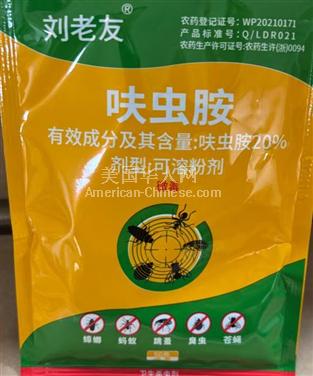 刘老友®
农药登记证号：WP20210171
产品标准号：Q/LDR021
农药生产许可证号:农药生许(浙)0094
呋虫胺
有效成分及其含量:呋虫胺20%
剂型:可溶粉剂
微毒
美国华人网
American-Chinese.com
蟑螂
蚂蚁
跳蚤
臭虫
苍蝇
卫生杀虫剂